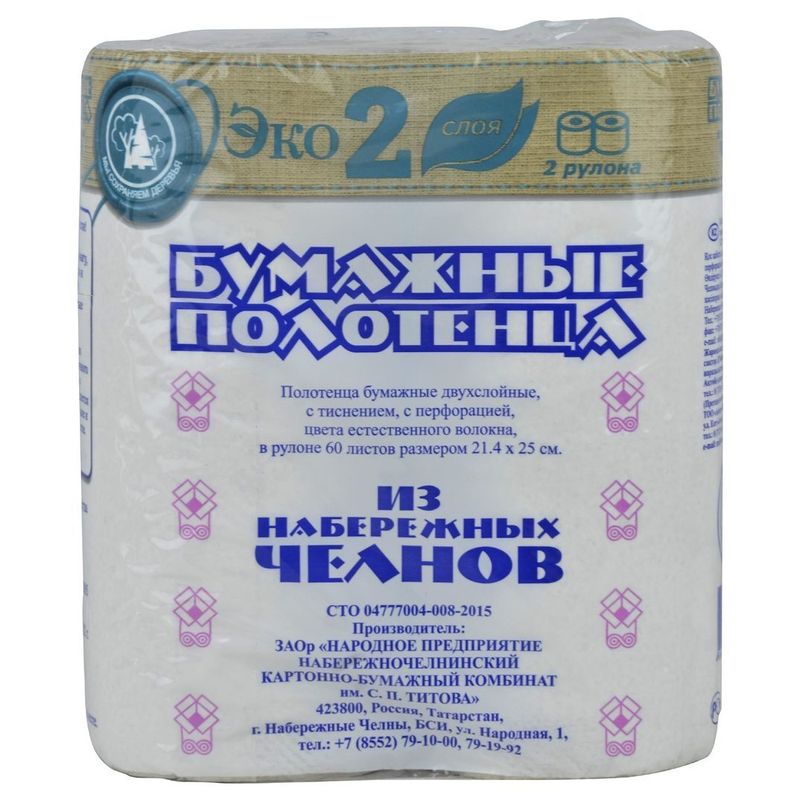 Эко 2 слоя
2 рулона
МЫ СОХРАНЯЕМ ДЕРЕВЬЯ
БУМАЖНЫЕ
ПОЛОТЕНЦА
Полотенца бумажные двухслойные,
с тиснением, с перфорацией,
цвета естественного волокна,
в рулоне 60 листов размером 21.4 x 25 см.
ИЗ
НАБЕРЕЖНЫХ
ЧЕЛНОВ
СТО 04777004-008-2015
Производитель:
ЗАОр «НАРОДНОЕ ПРЕДПРИЯТИЕ
НАБЕРЕЖНОЧЕЛНИНСКИЙ
КАРТОННО-БУМАЖНЫЙ КОМБИНАТ
им. С. П. ТИТОВА»
423800, Россия, Татарстан,
г. Набережные Челны, БСИ, ул. Народная, 1,
тел.: +7 (8552) 79-10-00, 79-19-92